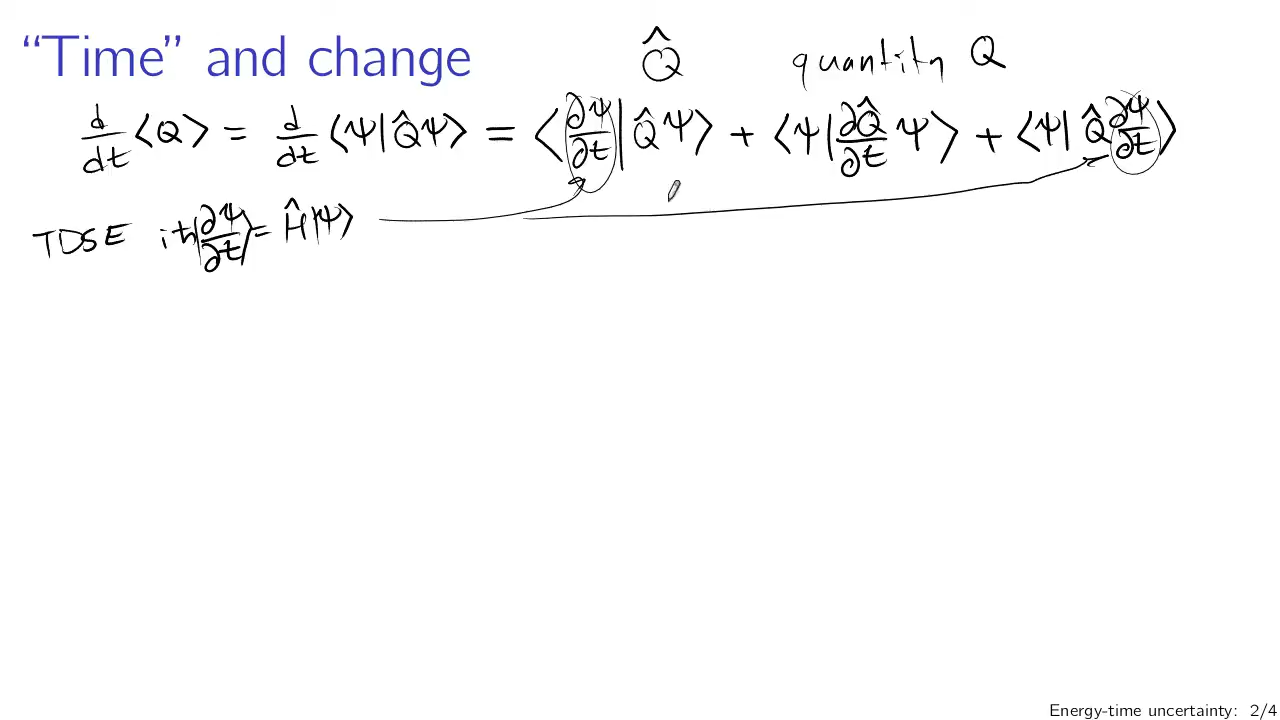 “Time” and change
Q̂ quantity Q
d/dt ⟨Q⟩ = d/dt ⟨Ψ|Q̂Ψ⟩ = ⟨∂Ψ/∂t|Q̂Ψ⟩ + ⟨Ψ|∂Q̂/∂t Ψ⟩ + ⟨Ψ|Q̂ ∂Ψ/∂t⟩
TDSE iħ|∂Ψ/∂t⟩ = Ĥ|Ψ⟩
Energy-time uncertainty: 2/4